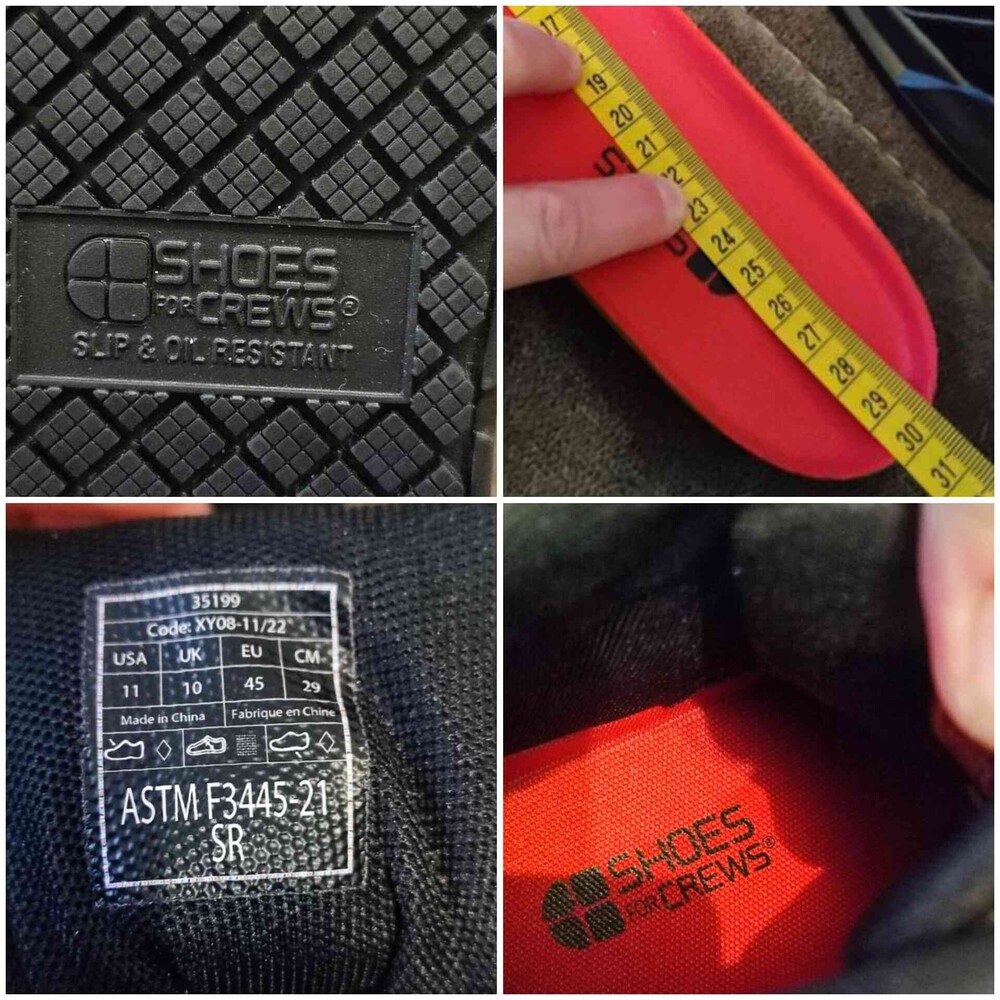 SHOES
FOR CREWS®
SLIP & OIL RESISTANT
17
19
20
21
22
23
24
25
26
27
28
29
30
31
35199
Code: XY08-11/22
USA UK EU CM
11 10 45 29
Made in China Fabrique en Chine
ASTM F3445-21
SR
SHOES
FOR CREWS®